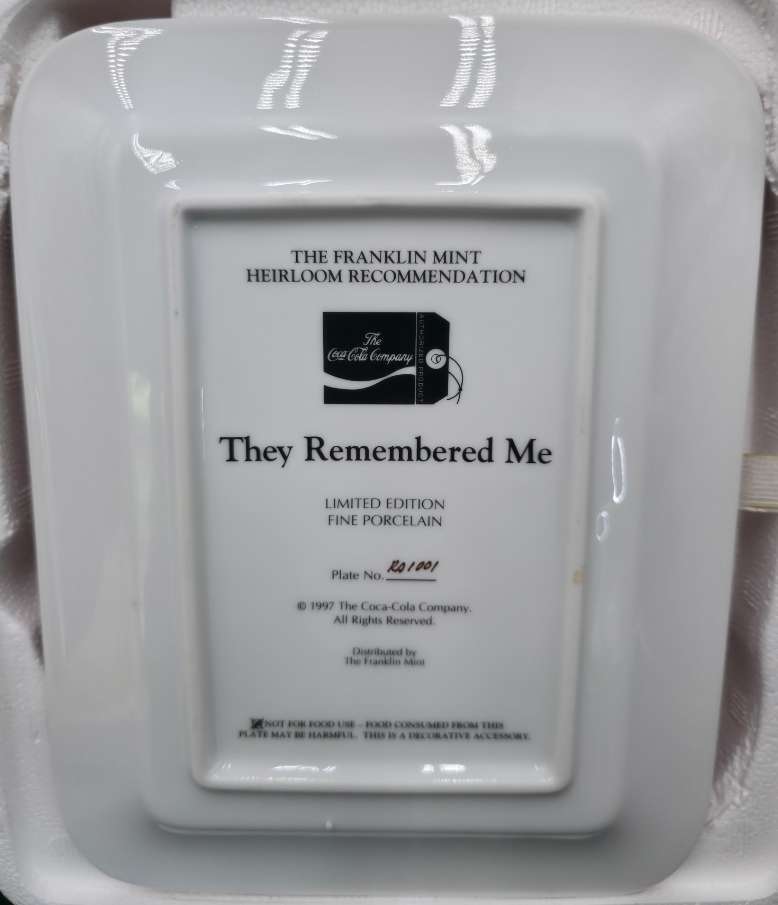 THE FRANKLIN MINT
HEIRLOOM RECOMMENDATION
The
Coca-Cola Company
AUTHORIZED PRODUCT
They Remembered Me
LIMITED EDITION
FINE PORCELAIN
Plate No. RA1001
© 1997 The Coca-Cola Company.
All Rights Reserved.
Distributed by
The Franklin Mint
NOT FOR FOOD USE – FOOD CONSUMED FROM THIS
PLATE MAY BE HARMFUL. THIS IS A DECORATIVE ACCESSORY.